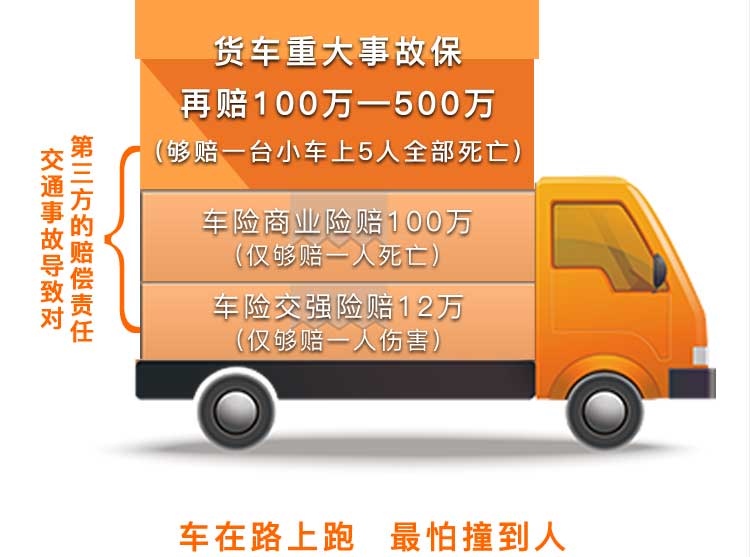 货车重大事故保
再赔100万—500万
（够赔一台小车上5人全部死亡）
交通事故导致对
第三方的赔偿责任
车险商业险赔100万
（仅够赔一人死亡）
车险交强险赔12万
（仅够赔一人伤害）
车在路上跑 最怕撞到人